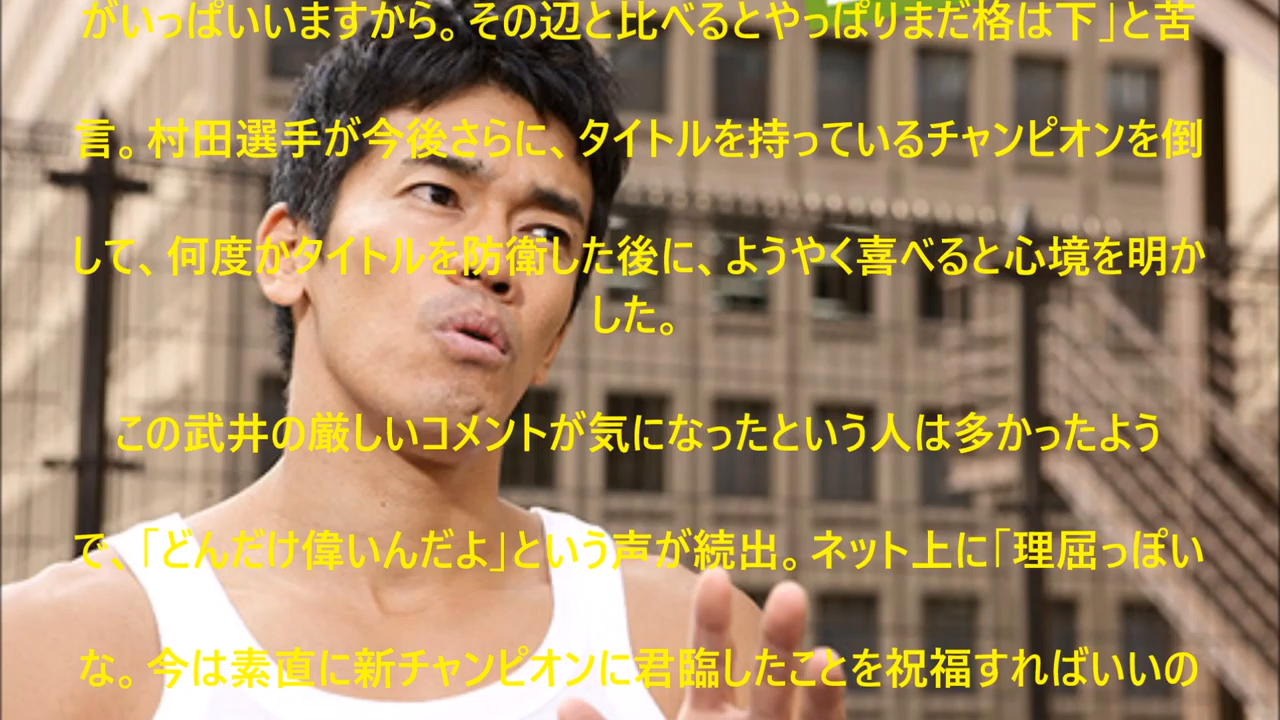 がいっぱいいますから。その辺と比べるとやっぱりまだ格は下」と苦
言。村田選手が今後さらに、タイトルを持っているチャンピオンを倒
して、何度かタイトルを防衛した後に、ようやく喜べると心境を明か
した。
この武井の厳しいコメントが気になったという人は多かったよう
で、「どんだけ偉いんだよ」という声が続出。ネット上に「理屈っぽい
な。今は素直に新チャンピオンに君臨したことを祝福すればいいの